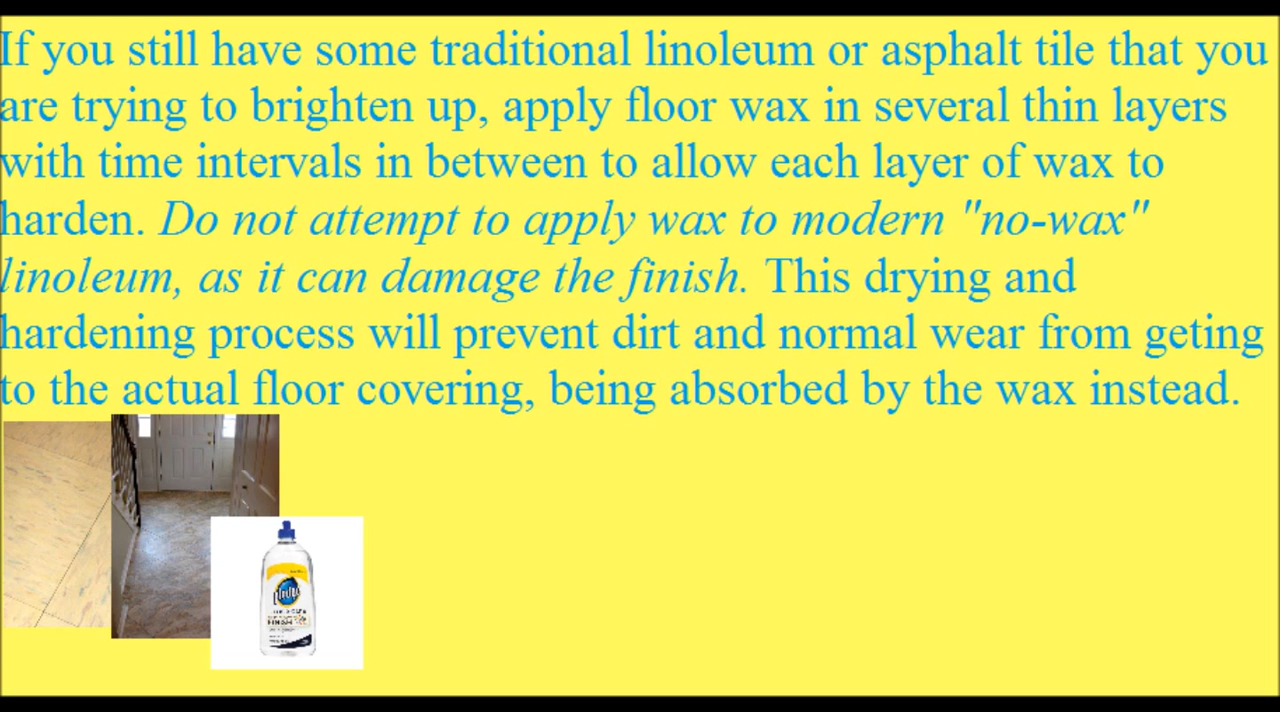 If you still have some traditional linoleum or asphalt tile that you
are trying to brighten up, apply floor wax in several thin layers
with time intervals in between to allow each layer of wax to
harden. Do not attempt to apply wax to modern "no-wax"
linoleum, as it can damage the finish. This drying and
hardening process will prevent dirt and normal wear from geting
to the actual floor covering, being absorbed by the wax instead.
Pledge
FINISH